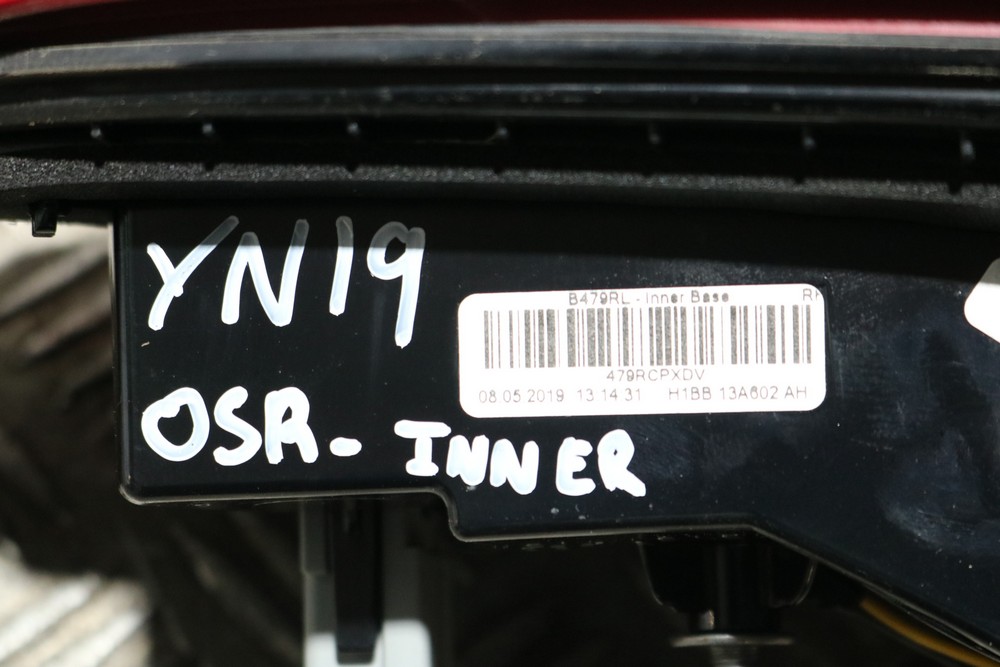 YN19
OSR- INNER
B479RL - Inner Base
479RCPXDV
08.05.2019 13:14:31 H1BB 13A602 AH